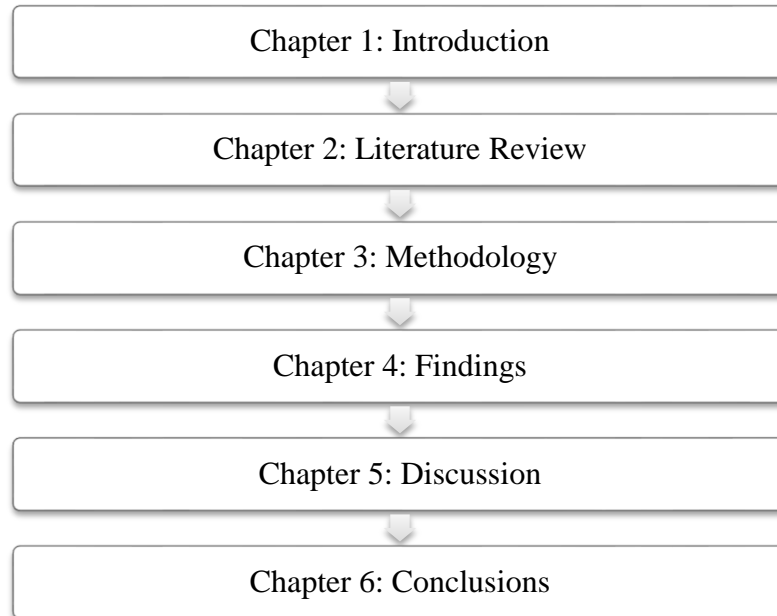 Chapter 1: Introduction
Chapter 2: Literature Review
Chapter 3: Methodology
Chapter 4: Findings
Chapter 5: Discussion
Chapter 6: Conclusions